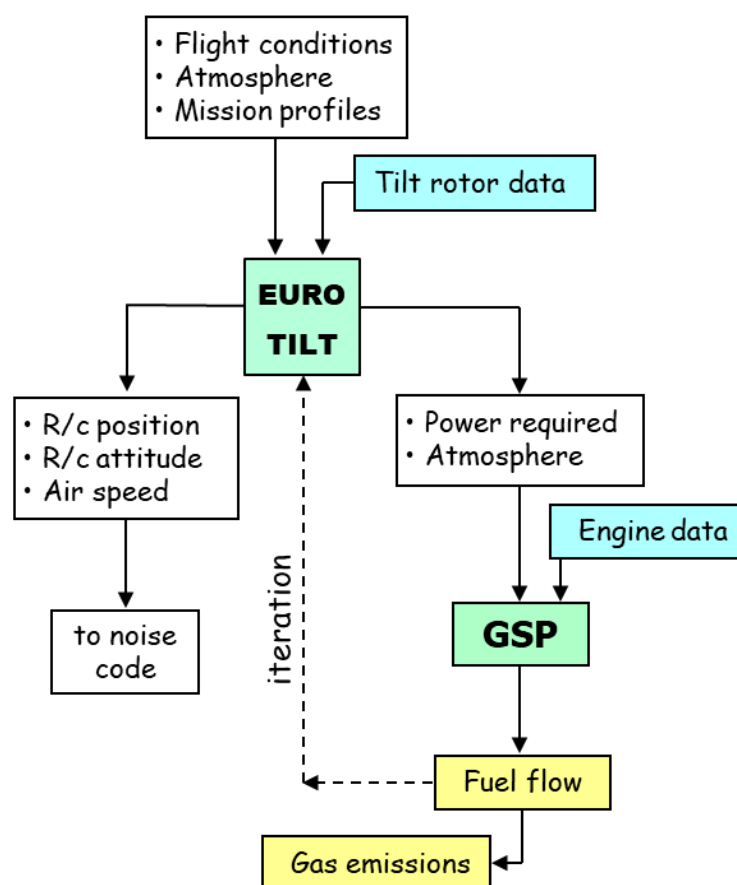 • Flight conditions
• Atmosphere
• Mission profiles
Tilt rotor data
EURO
TILT
• R/c position
• R/c attitude
• Air speed
• Power required
• Atmosphere
Engine data
iteration
to noise
code
GSP
Fuel flow
Gas emissions